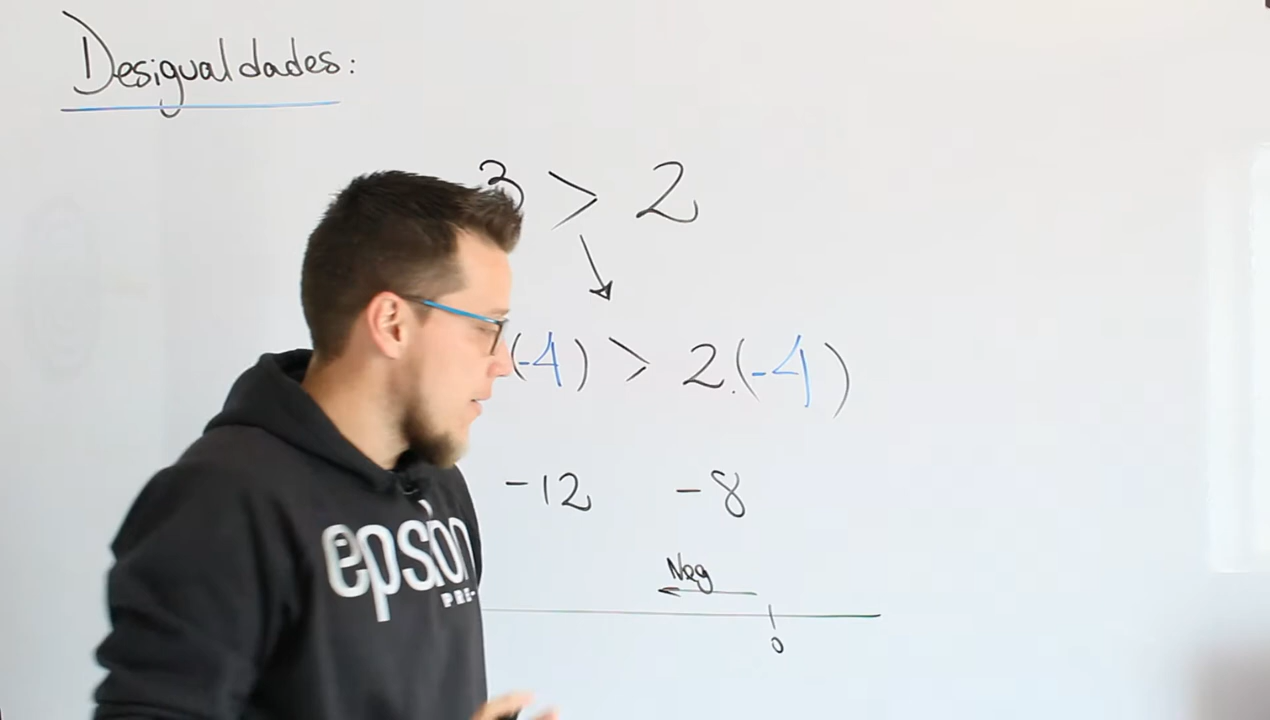 Desigualdades:
3 > 2
(-4) > 2.(-4)
-12 -8
Neg
0
epsilon
PRE-